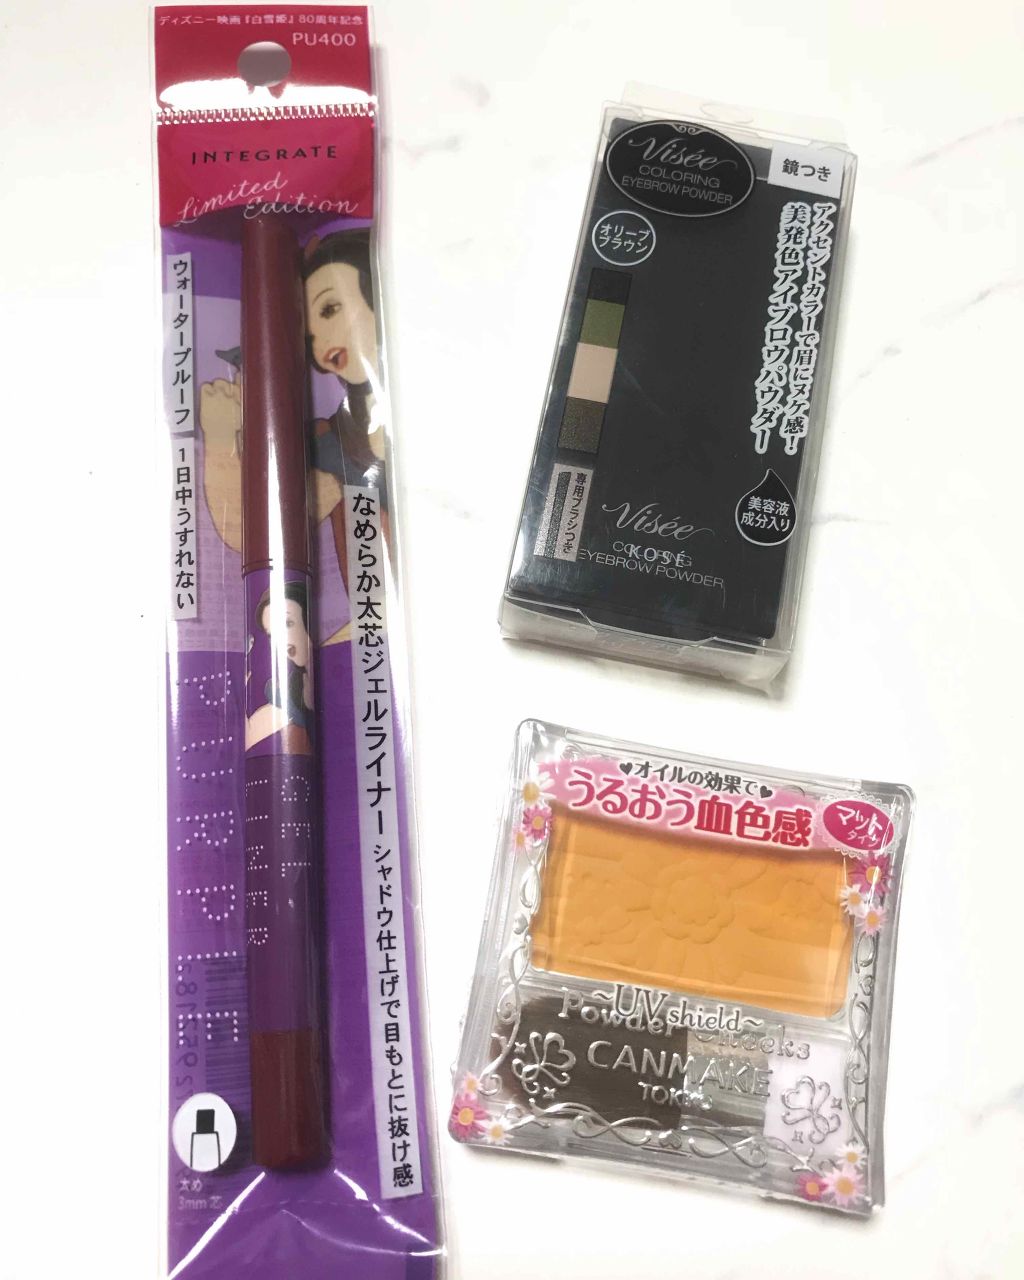 ディズニー映画『白雪姫』80周年記念
PU400
INTEGRATE
Limited
Edition
ウォータープルーフ 1日中うすれない
なめらか太芯ジェルライナー シャドウ仕上げで目もとに抜け感
PURPLE
GEL
LINER
太め
3mm芯
Visée
COLORING
EYEBROW POWDER
鏡つき
オリーブ
ブラウン
アクセントカラーで眉にヌケ感!
美発色アイブロウパウダー
専用ブラシつき
美容液
成分入り
Visée
COLORING
EYEBROW POWDER
KOSÉ
♥オイルの効果で♥
うるおう血色感
マット
タイプ
~UV shield~
Powder Cheeks
CANMAKE
TOKYO